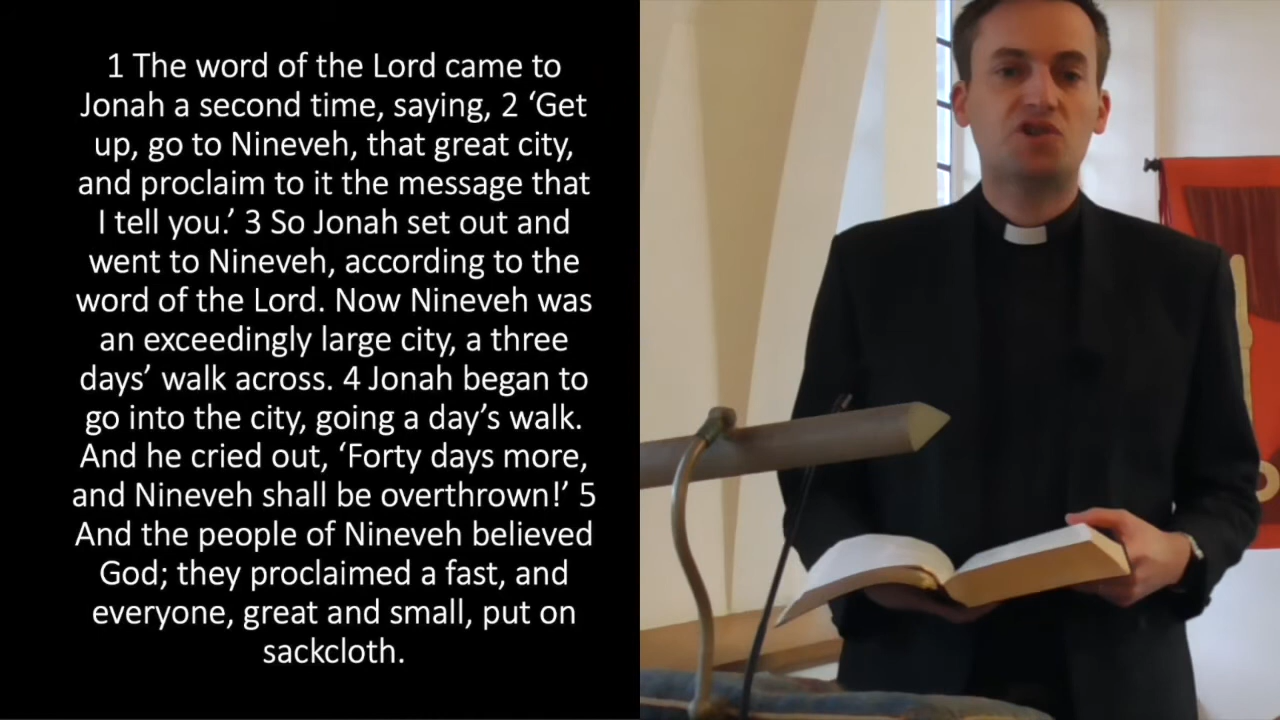 1 The word of the Lord came to
Jonah a second time, saying, 2 ‘Get
up, go to Nineveh, that great city,
and proclaim to it the message that
I tell you.’ 3 So Jonah set out and
went to Nineveh, according to the
word of the Lord. Now Nineveh was
an exceedingly large city, a three
days’ walk across. 4 Jonah began to
go into the city, going a day’s walk.
And he cried out, ‘Forty days more,
and Nineveh shall be overthrown!’ 5
And the people of Nineveh believed
God; they proclaimed a fast, and
everyone, great and small, put on
sackcloth.